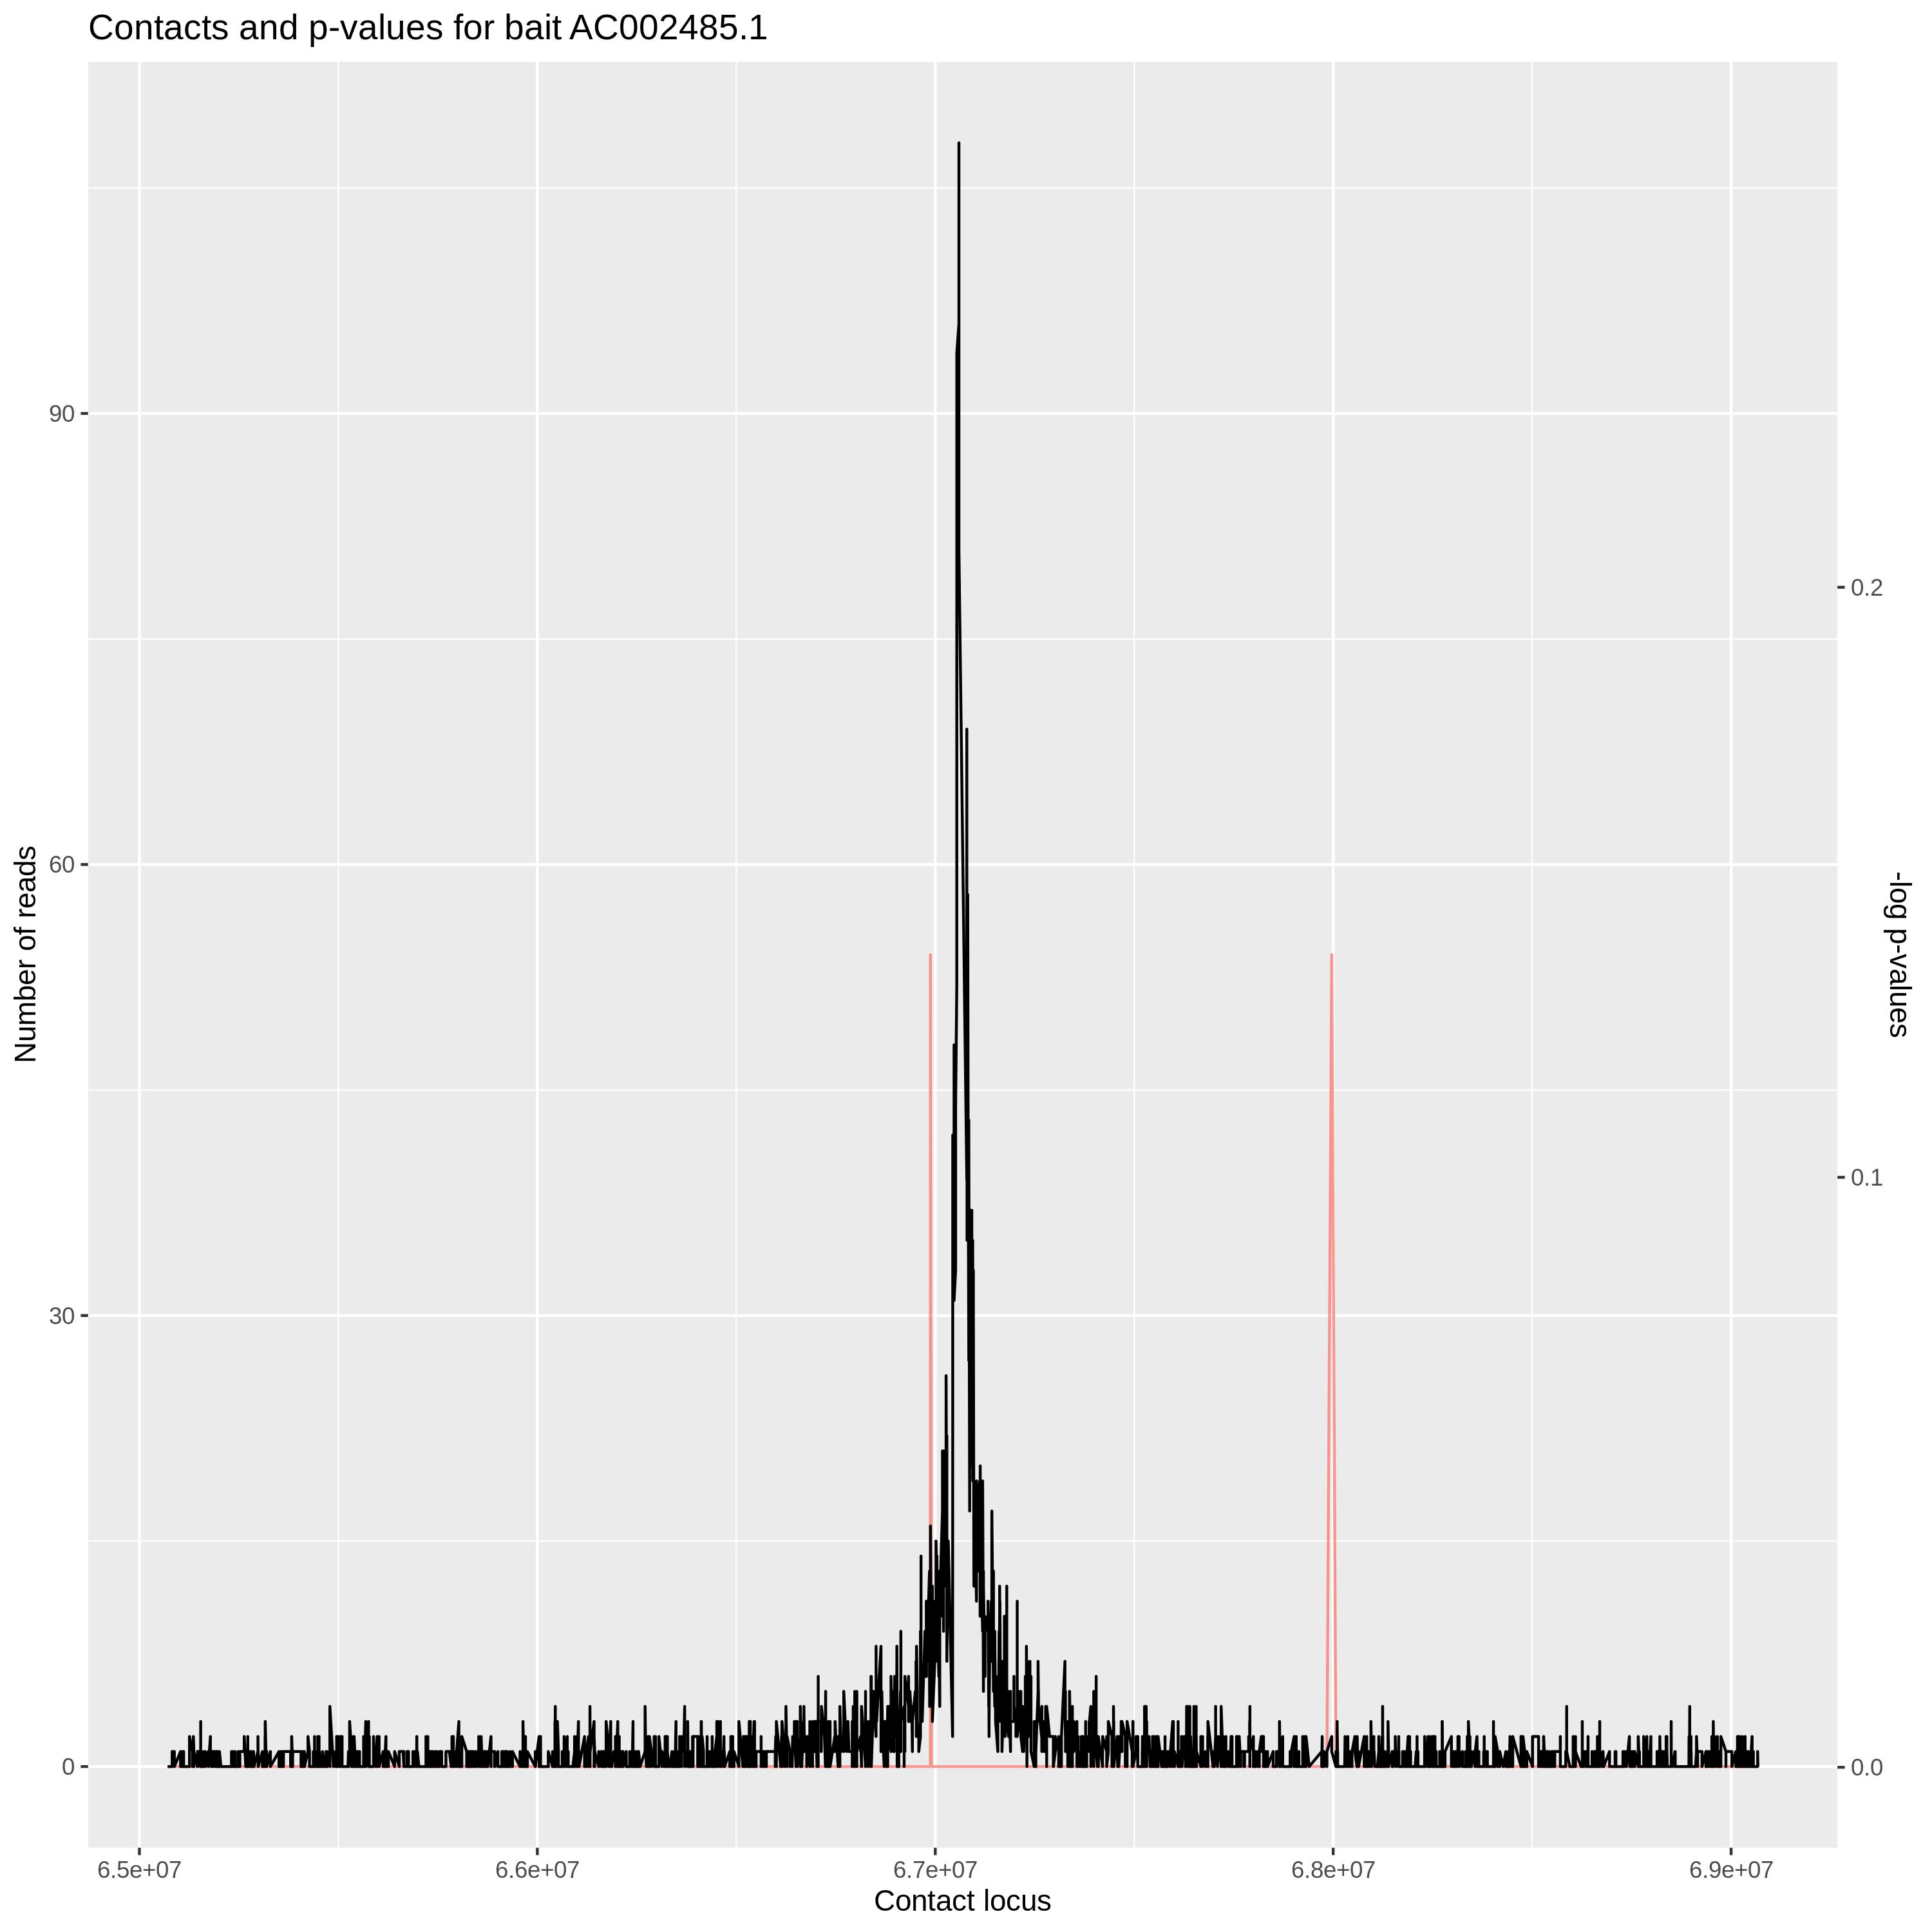 Contacts and p-values for bait AC002485.1
Number of reads
90
60
30
0
0.2
0.1
0.0
-log p-values
6.5e+07
6.6e+07
6.7e+07
6.8e+07
6.9e+07
Contact locus